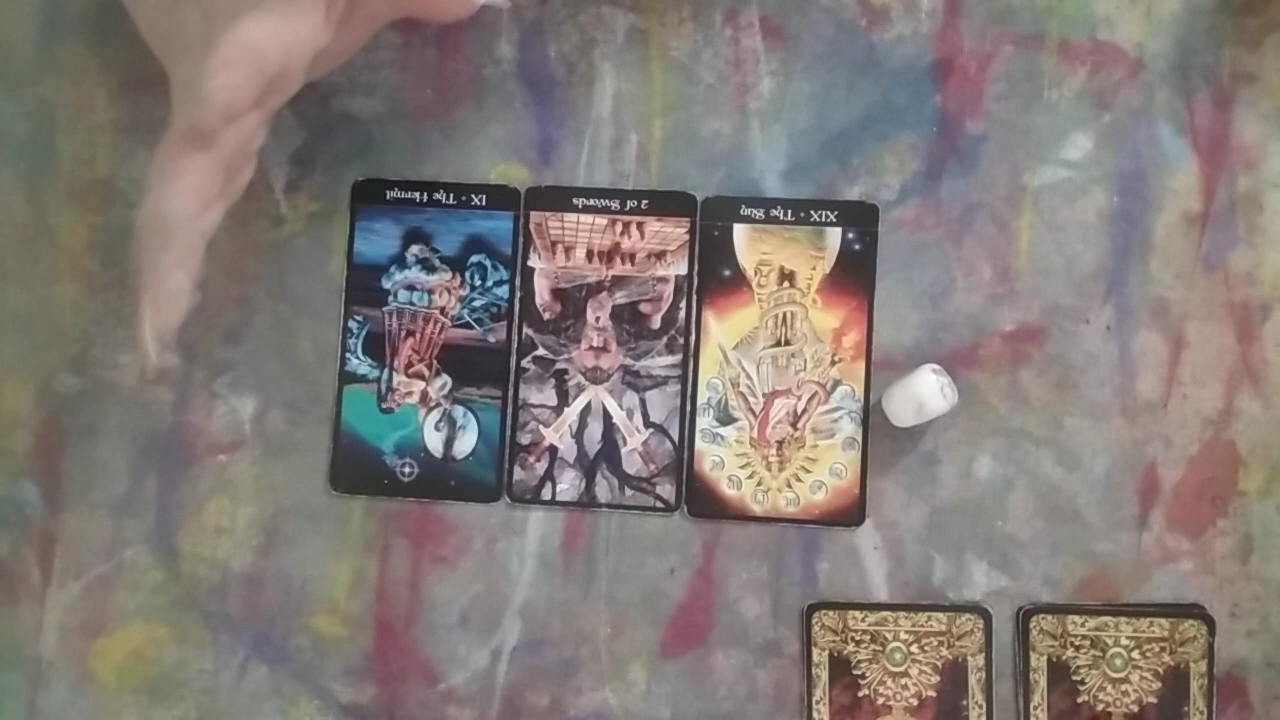 XIX · The Sun
2 of Swords
IX · The Hermit